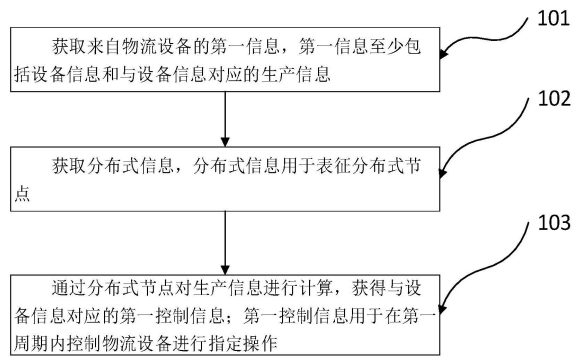 101
获取来自物流设备的第一信息，第一信息至少包
括设备信息和与设备信息对应的生产信息
102
获取分布式信息，分布式信息用于表征分布式节
点
103
通过分布式节点对生产信息进行计算，获得与设
备信息对应的第一控制信息；第一控制信息用于在第一
周期内控制物流设备进行指定操作